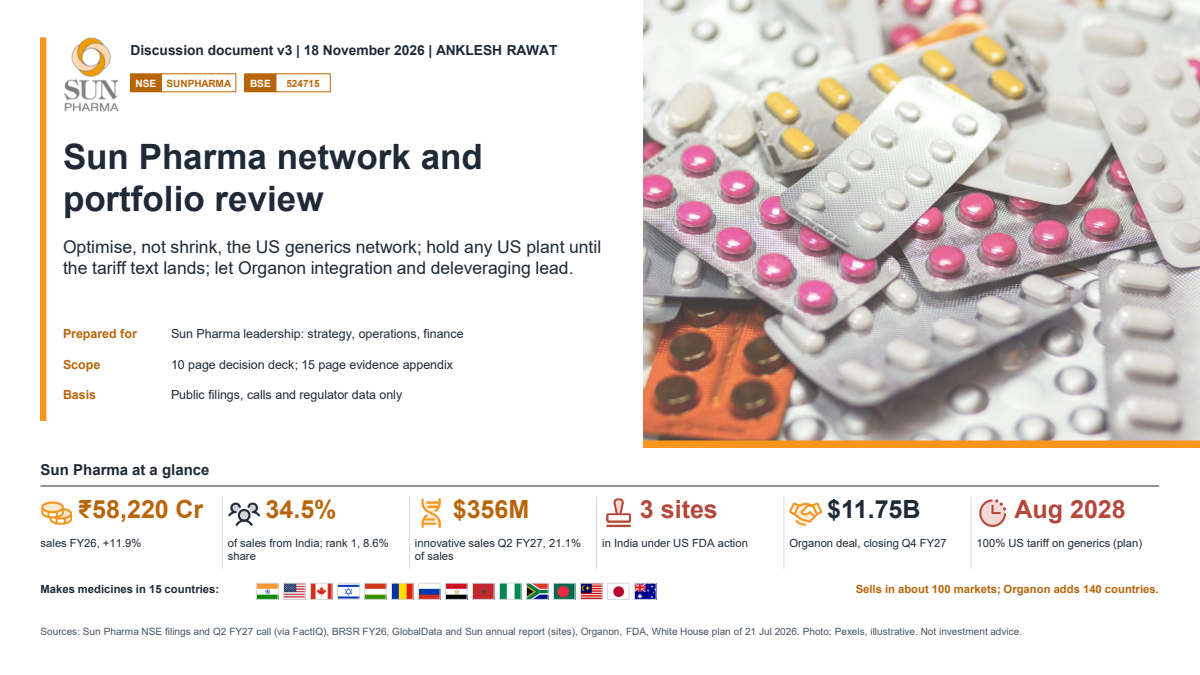 Discussion document v3 | 18 November 2026 | ANKLESH RAWAT
SUN
PHARMA
NSE SUNPHARMA BSE 524715
Sun Pharma network and
portfolio review
Optimise, not shrink, the US generics network; hold any US plant until
the tariff text lands; let Organon integration and deleveraging lead.
Prepared for Sun Pharma leadership: strategy, operations, finance
Scope 10 page decision deck; 15 page evidence appendix
Basis Public filings, calls and regulator data only
Sun Pharma at a glance
₹58,220 Cr
sales FY26, +11.9%
34.5%
of sales from India; rank 1, 8.6%
share
$356M
innovative sales Q2 FY27, 21.1%
of sales
3 sites
in India under US FDA action
$11.75B
Organon deal, closing Q4 FY27
Aug 2028
100% US tariff on generics (plan)
Makes medicines in 15 countries:
Sells in about 100 markets; Organon adds 140 countries.
Sources: Sun Pharma NSE filings and Q2 FY27 call (via FactIQ), BRSR FY26, GlobalData and Sun annual report (sites), Organon, FDA, White House plan of 21 Jul 2026. Photo: Pexels, illustrative. Not investment advice.